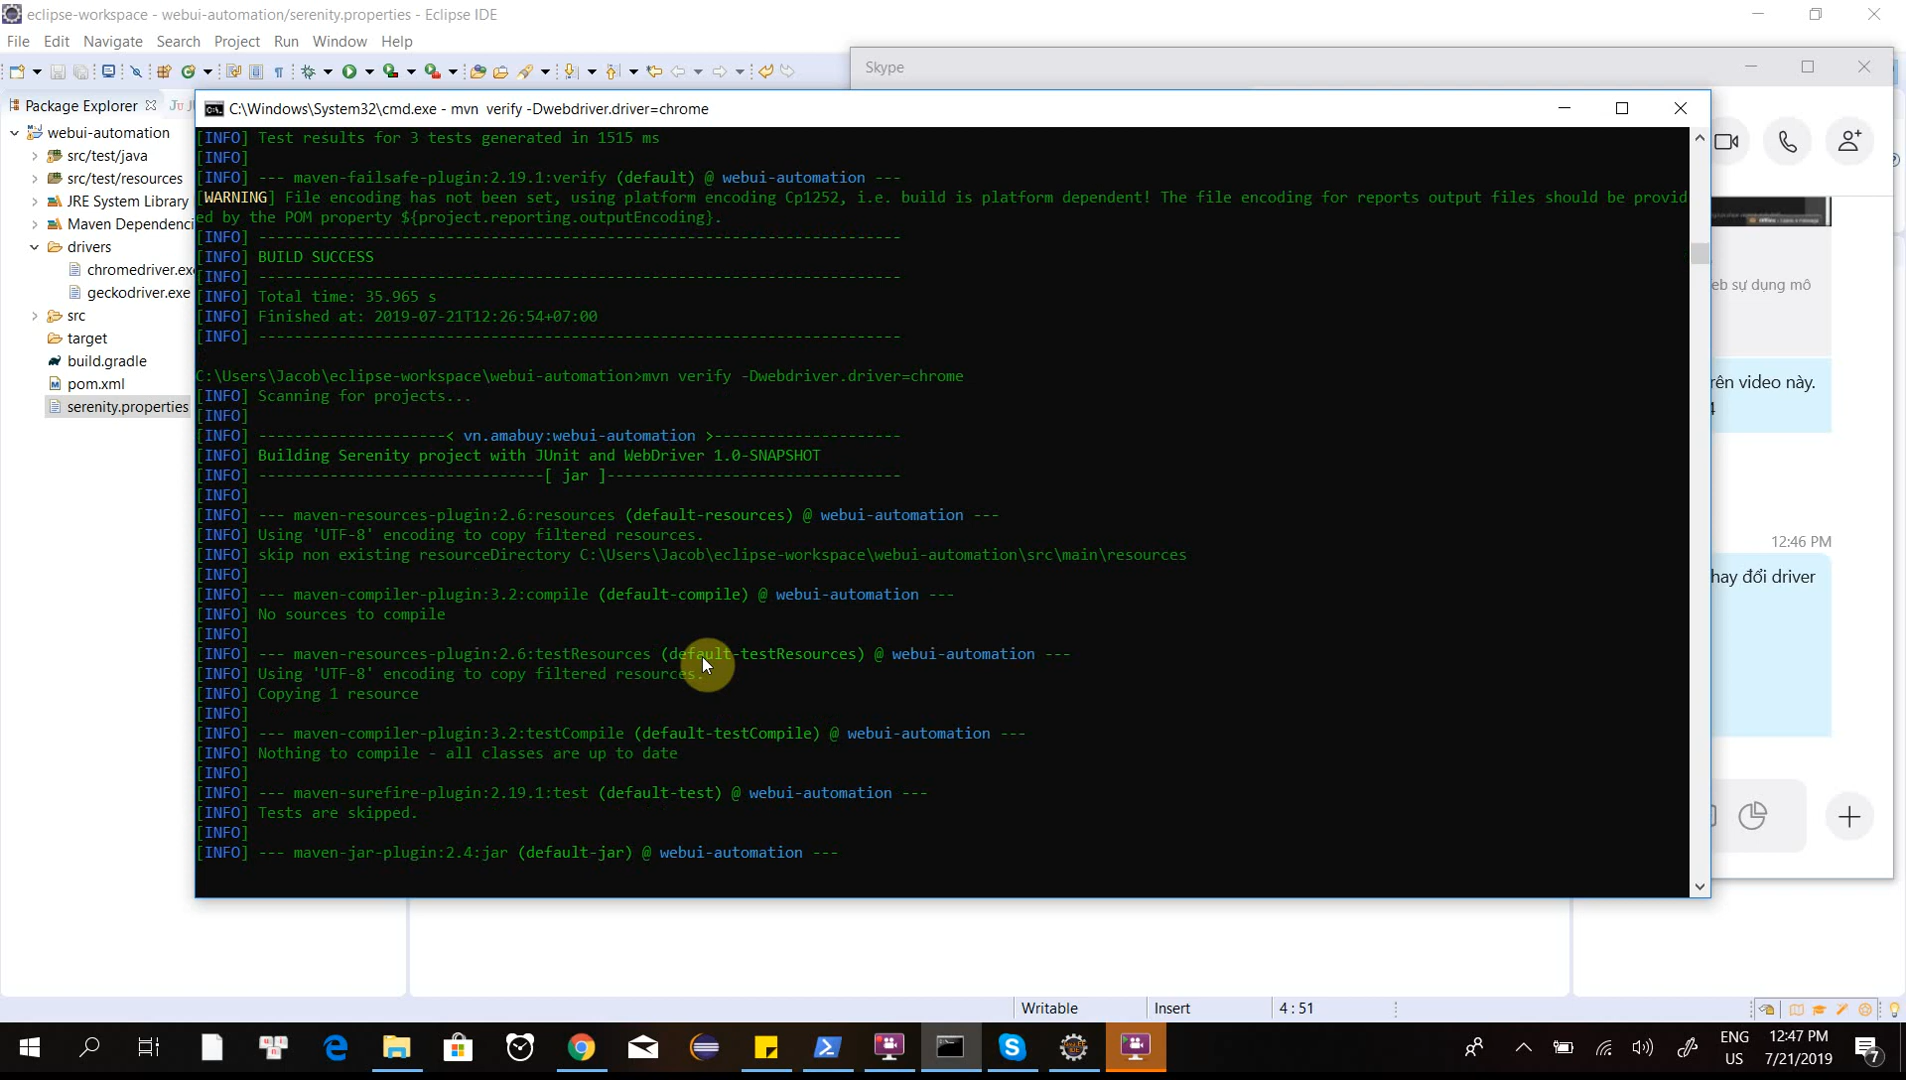 eclipse-workspace - webui-automation/serenity.properties - Eclipse IDE
File Edit Navigate Search Project Run Window Help
Skype
Package Explorer
webui-automation
src/test/java
src/test/resources
JRE System Library
Maven Dependenci
drivers
chromedriver.exe
geckodriver.exe
src
target
build.gradle
pom.xml
serenity.properties
C:\Windows\System32\cmd.exe - mvn  verify -Dwebdriver.driver=chrome
[INFO] Test results for 3 tests generated in 1515 ms
[INFO]
[INFO] --- maven-failsafe-plugin:2.19.1:verify (default) @ webui-automation ---
[WARNING] File encoding has not been set, using platform encoding Cp1252, i.e. build is platform dependent! The file encoding for reports output files should be provid
ed by the POM property ${project.reporting.outputEncoding}.
[INFO] ------------------------------------------------------------------------
[INFO] BUILD SUCCESS
[INFO] ------------------------------------------------------------------------
[INFO] Total time: 35.965 s
[INFO] Finished at: 2019-07-21T12:26:54+07:00
[INFO] ------------------------------------------------------------------------
C:\Users\Jacob\eclipse-workspace\webui-automation>mvn verify -Dwebdriver.driver=chrome
[INFO] Scanning for projects...
[INFO]
[INFO] ---------------------< vn.amabuy:webui-automation >---------------------
[INFO] Building Serenity project with JUnit and WebDriver 1.0-SNAPSHOT
[INFO] --------------------------------[ jar ]---------------------------------
[INFO]
[INFO] --- maven-resources-plugin:2.6:resources (default-resources) @ webui-automation ---
[INFO] Using 'UTF-8' encoding to copy filtered resources.
[INFO] skip non existing resourceDirectory C:\Users\Jacob\eclipse-workspace\webui-automation\src\main\resources
[INFO]
[INFO] --- maven-compiler-plugin:3.2:compile (default-compile) @ webui-automation ---
[INFO] No sources to compile
[INFO]
[INFO] --- maven-resources-plugin:2.6:testResources (default-testResources) @ webui-automation ---
[INFO] Using 'UTF-8' encoding to copy filtered resources.
[INFO] Copying 1 resource
[INFO]
[INFO] --- maven-compiler-plugin:3.2:testCompile (default-testCompile) @ webui-automation ---
[INFO] Nothing to compile - all classes are up to date
[INFO]
[INFO] --- maven-surefire-plugin:2.19.1:test (default-test) @ webui-automation ---
[INFO] Tests are skipped.
[INFO]
[INFO] --- maven-jar-plugin:2.4:jar (default-jar) @ webui-automation ---
eb sự dụng mô
rên video này.
4
12:46 PM
hay đổi driver
Writable Insert 4:51
ENG
US
12:47 PM
7/21/2019
7